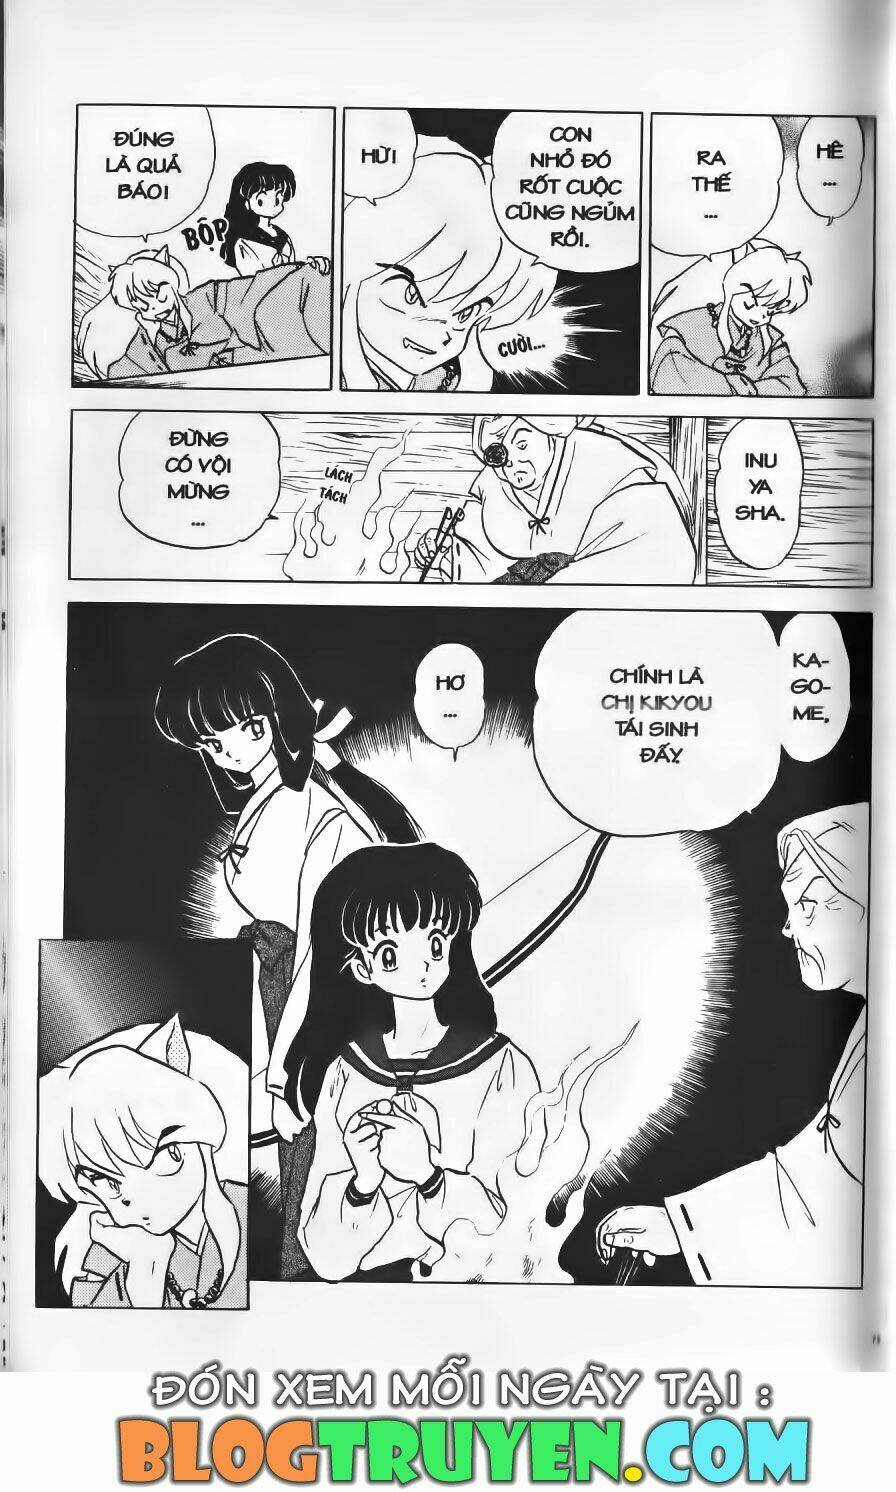 HÊ
...
RA
THẾ
...
CON
NHỎ ĐÓ
RỐT CUỘC
CŨNG NGỦM
RỒI.
CƯỜI...
HỪ!
ĐÚNG
LÀ QUẢ
BÁO!
BỘP
INU
YA
SHA.
LÁCH
TÁCH
ĐỪNG
CÓ VỘI
MỪNG
...
KA-
GO-
ME,
CHÍNH LÀ
CHỊ KIKYOU
TÁI SINH
ĐẤY.
HƠ
...
ĐÓN XEM MỖI NGÀY TẠI :
BLOGTRUYEN.COM